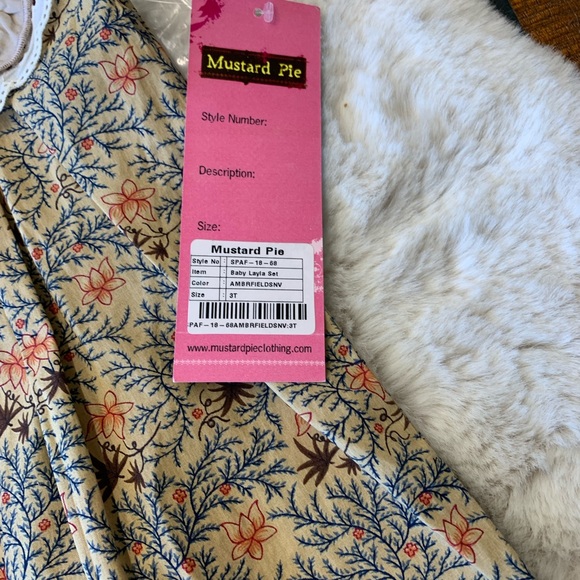 Mustard Pie
Style Number:
Description:
Size:
Mustard Pie
Style No : SPAF-18-68
Item : Baby Layla Set
Color : AMBRFIELDSNV
Size : 3T
PAF-18-68AMBRFIELDSNV:3T
www.mustardpieclothing.com